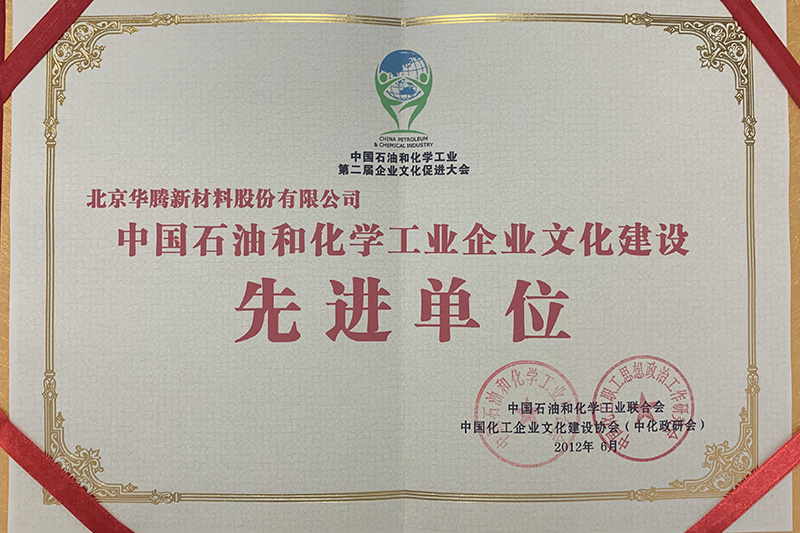 CHINA PETROLEUM
& CHEMICAL INDUSTRY
中国石油和化学工业
第二届企业文化促进大会
北京华腾新材料股份有限公司
中国石油和化学工业企业文化建设
先进单位
中国石油和化学工业联合会
中国化工企业文化建设协会（中化政研会）
2012年 6月